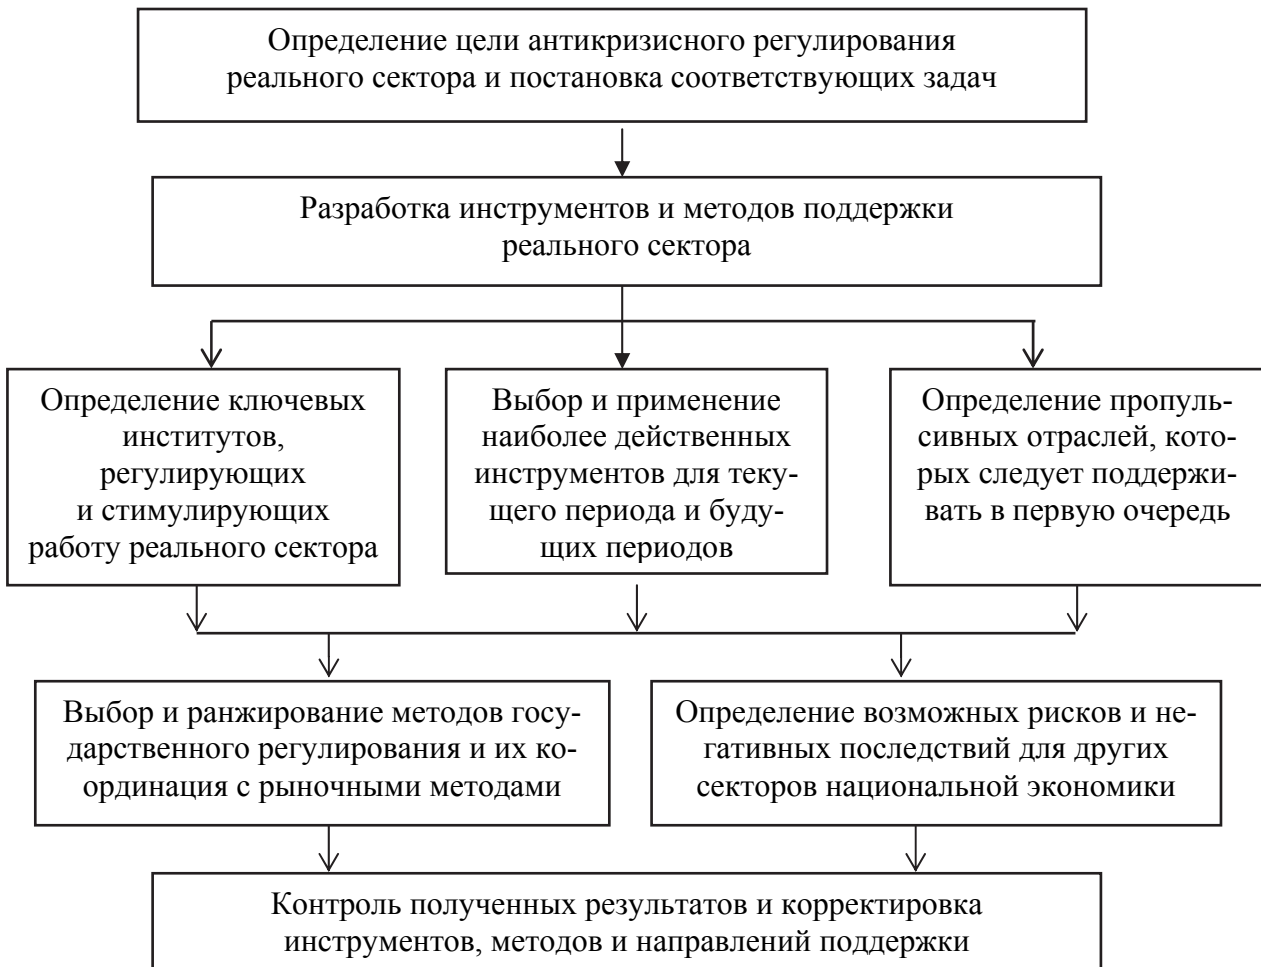 Определение цели антикризисного регулирования
реального сектора и постановка соответствующих задач
Разработка инструментов и методов поддержки
реального сектора
Определение ключевых
институтов,
регулирующих
и стимулирующих
работу реального сектора
Выбор и применение
наиболее действенных
инструментов для теку-
щего периода и буду-
щих периодов
Определение пропуль-
сивных отраслей, кото-
рых следует поддержи-
вать в первую очередь
Выбор и ранжирование методов госу-
дарственного регулирования и их ко-
ординация с рыночными методами
Определение возможных рисков и не-
гативных последствий для других
секторов национальной экономики
Контроль полученных результатов и корректировка
инструментов, методов и направлений поддержки